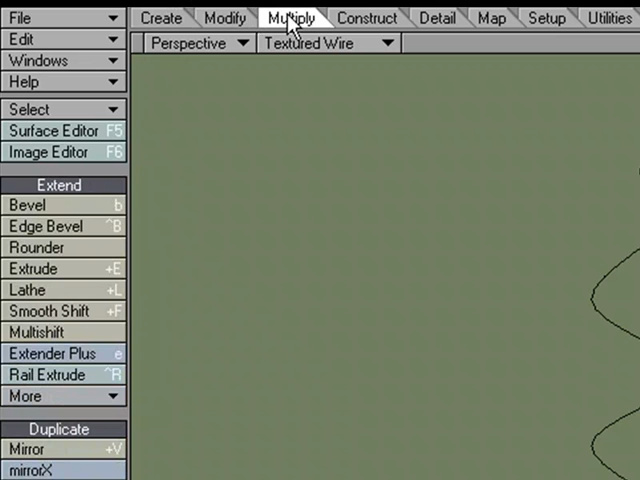 File
Edit
Windows
Help
Select
Surface Editor F5
Image Editor F6
Extend
Bevel b
Edge Bevel ^B
Rounder
Extrude +E
Lathe +L
Smooth Shift +F
Multishift
Extender Plus e
Rail Extrude ^R
More
Duplicate
Mirror +V
mirrorX
Create Modify Multiply Construct Detail Map Setup Utilities
Perspective Textured Wire